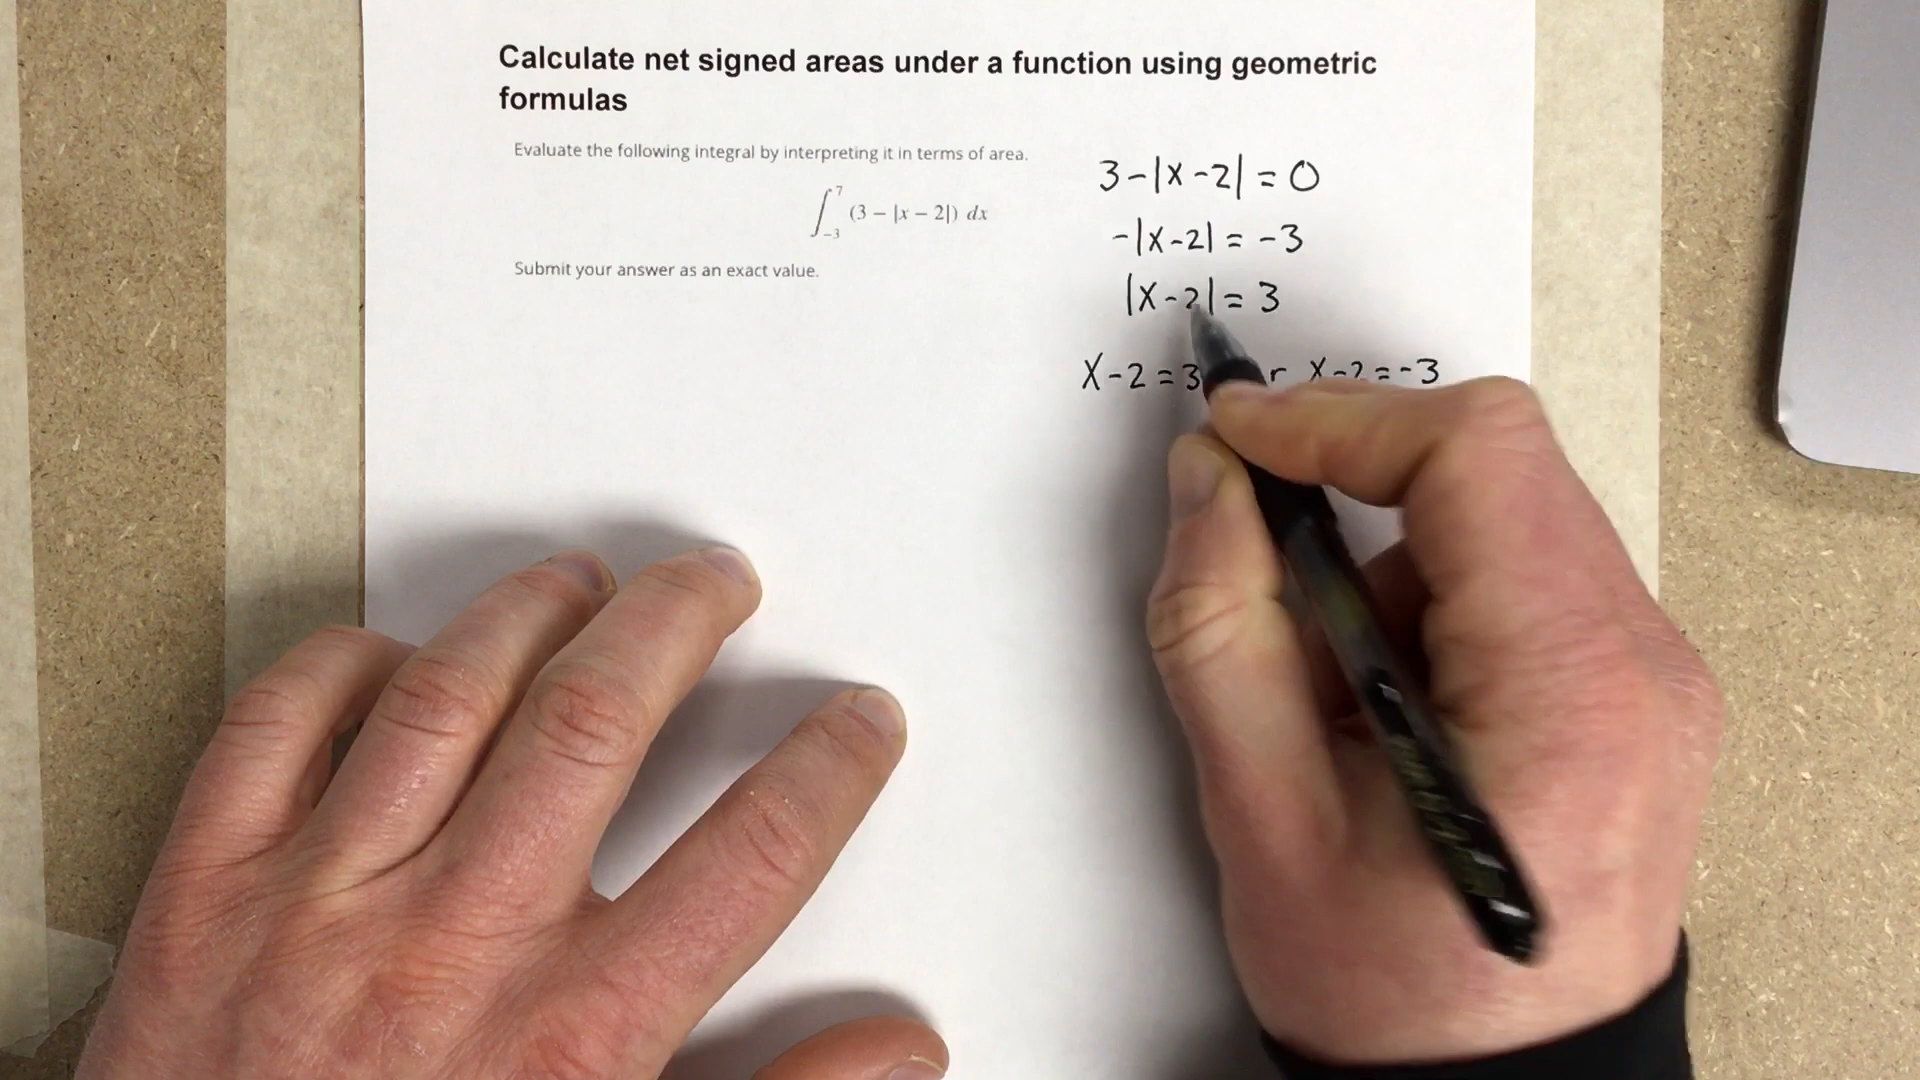 Calculate net signed areas under a function using geometric
formulas
Evaluate the following integral by interpreting it in terms of area.
∫_{-3}^{7} (3 – |x – 2|) dx
Submit your answer as an exact value.
3-|x-2|=0
-|x-2|=-3
|x-2|=3
x-2=3 r x-2=-3